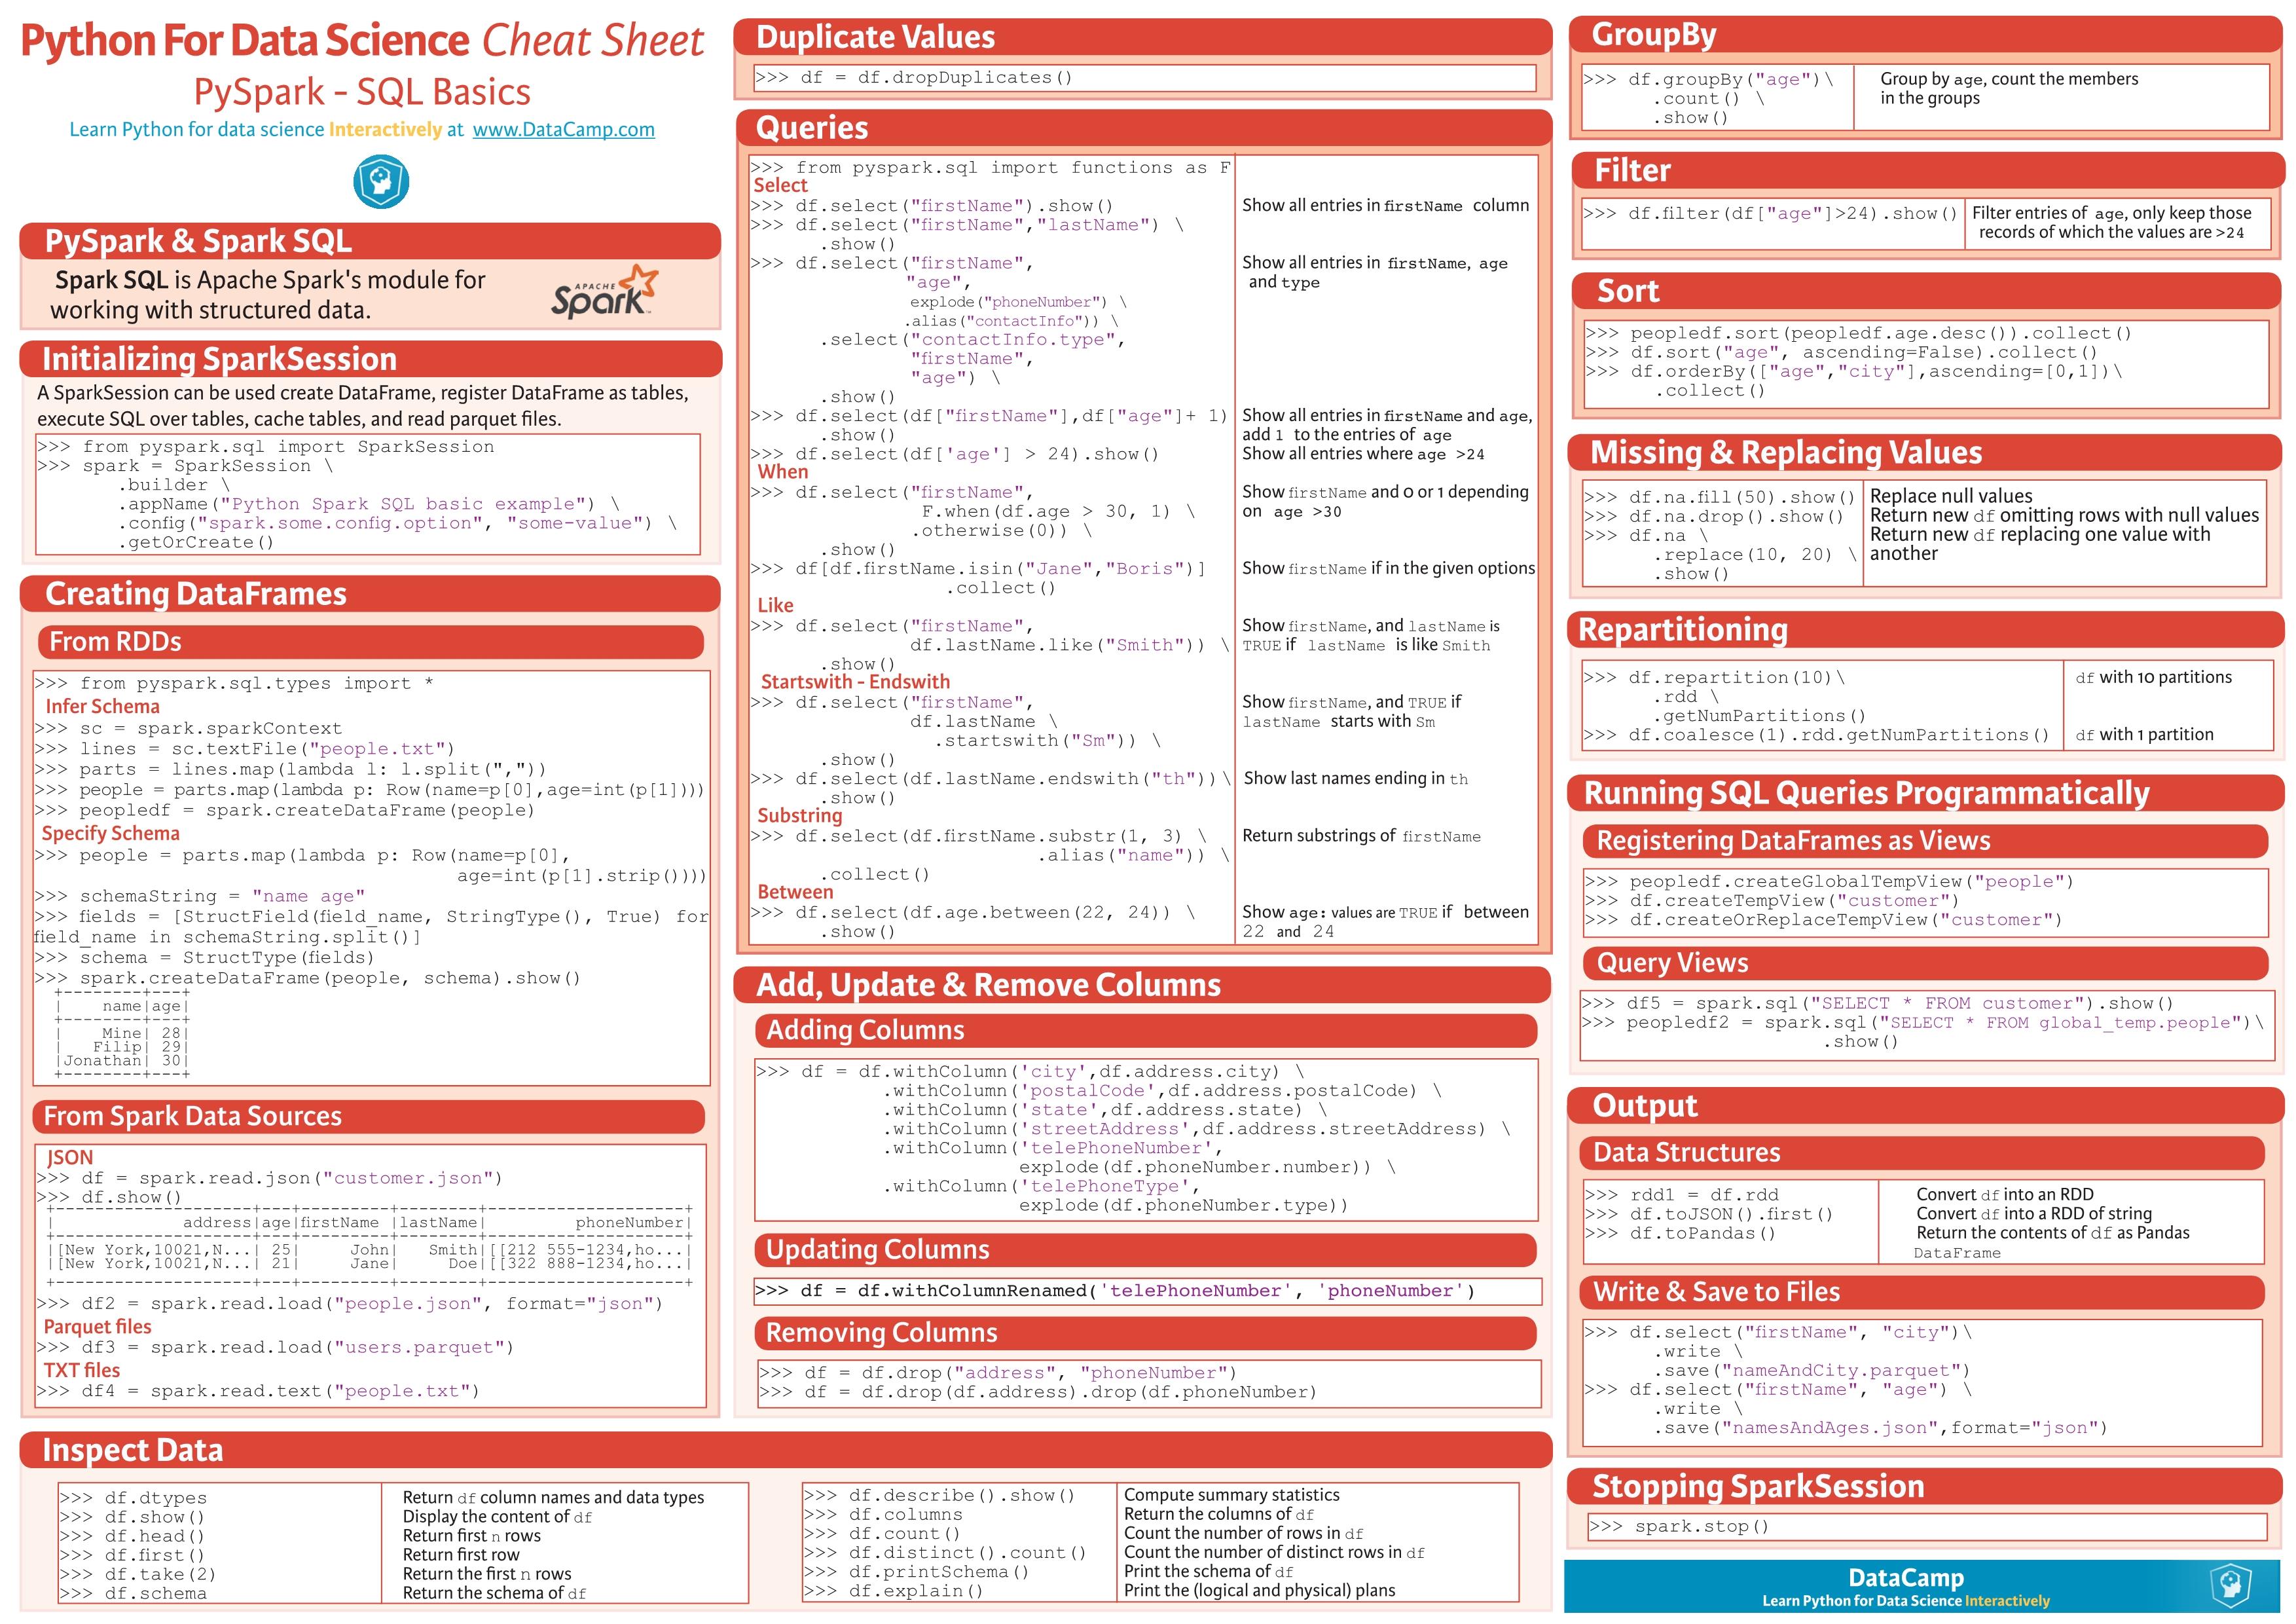 Python For Data Science Cheat Sheet
PySpark - SQL Basics
Learn Python for data science Interactively at www.DataCamp.com
PySpark & Spark SQL
Spark SQL is Apache Spark's module for
working with structured data.
APACHE
Spark
Initializing SparkSession
A SparkSession can be used create DataFrame, register DataFrame as tables,
execute SQL over tables, cache tables, and read parquet files.
>>> from pyspark.sql import SparkSession
>>> spark = SparkSession \
.builder \
.appName("Python Spark SQL basic example") \
.config("spark.some.config.option", "some-value") \
.getOrCreate()
Creating DataFrames
From RDDs
>>> from pyspark.sql.types import *
Infer Schema
>>> sc = spark.sparkContext
>>> lines = sc.textFile("people.txt")
>>> parts = lines.map(lambda l: l.split(","))
>>> people = parts.map(lambda p: Row(name=p[0],age=int(p[1])))
>>> peopledf = spark.createDataFrame(people)
Specify Schema
>>> people = parts.map(lambda p: Row(name=p[0],
age=int(p[1].strip())))
>>> schemaString = "name age"
>>> fields = [StructField(field_name, StringType(), True) for
field_name in schemaString.split()]
>>> schema = StructType(fields)
>>> spark.createDataFrame(people, schema).show()
+--------+---+
|    name|age|
+--------+---+
|    Mine| 28|
|   Filip| 29|
|Jonathan| 30|
+--------+---+
From Spark Data Sources
JSON
>>> df = spark.read.json("customer.json")
>>> df.show()
+--------------------+---+---------+--------+--------------------+
|             address|age|firstName |lastName|         phoneNumber|
+--------------------+---+---------+--------+--------------------+
|[New York,10021,N...| 25|     John|   Smith|[[212 555-1234,ho...|
|[New York,10021,N...| 21|     Jane|     Doe|[[322 888-1234,ho...|
+--------------------+---+---------+--------+--------------------+
>>> df2 = spark.read.load("people.json", format="json")
Parquet files
>>> df3 = spark.read.load("users.parquet")
TXT files
>>> df4 = spark.read.text("people.txt")
Duplicate Values
>>> df = df.dropDuplicates()
Queries
>>> from pyspark.sql import functions as F
Select
>>> df.select("firstName").show() Show all entries in firstName column
>>> df.select("firstName","lastName") \
.show()
>>> df.select("firstName", Show all entries in firstName, age
"age", and type
explode("phoneNumber") \
.alias("contactInfo")) \
.select("contactInfo.type",
"firstName",
"age") \
.show()
>>> df.select(df["firstName"],df["age"]+ 1) Show all entries in firstName and age,
.show() add 1 to the entries of age
>>> df.select(df['age'] > 24).show() Show all entries where age >24
When
>>> df.select("firstName", Show firstName and 0 or 1 depending
F.when(df.age > 30, 1) \ on age >30
.otherwise(0)) \
.show()
>>> df[df.firstName.isin("Jane","Boris")] Show firstName if in the given options
.collect()
Like
>>> df.select("firstName", Show firstName, and lastName is
df.lastName.like("Smith")) \ TRUE if lastName is like Smith
.show()
Startswith - Endswith
>>> df.select("firstName", Show firstName, and TRUE if
df.lastName \ lastName starts with Sm
.startswith("Sm")) \
.show()
>>> df.select(df.lastName.endswith("th"))\ Show last names ending in th
.show()
Substring
>>> df.select(df.firstName.substr(1, 3) \ Return substrings of firstName
.alias("name")) \
.collect()
Between
>>> df.select(df.age.between(22, 24)) \ Show age: values are TRUE if between
.show() 22 and 24
Add, Update & Remove Columns
Adding Columns
>>> df = df.withColumn('city',df.address.city) \
.withColumn('postalCode',df.address.postalCode) \
.withColumn('state',df.address.state) \
.withColumn('streetAddress',df.address.streetAddress) \
.withColumn('telePhoneNumber',
explode(df.phoneNumber.number)) \
.withColumn('telePhoneType',
explode(df.phoneNumber.type))
Updating Columns
>>> df = df.withColumnRenamed('telePhoneNumber', 'phoneNumber')
Removing Columns
>>> df = df.drop("address", "phoneNumber")
>>> df = df.drop(df.address).drop(df.phoneNumber)
Inspect Data
>>> df.dtypes Return df column names and data types
>>> df.show() Display the content of df
>>> df.head() Return first n rows
>>> df.first() Return first row
>>> df.take(2) Return the first n rows
>>> df.schema Return the schema of df
>>> df.describe().show() Compute summary statistics
>>> df.columns Return the columns of df
>>> df.count() Count the number of rows in df
>>> df.distinct().count() Count the number of distinct rows in df
>>> df.printSchema() Print the schema of df
>>> df.explain() Print the (logical and physical) plans
GroupBy
>>> df.groupBy("age")\ Group by age, count the members
.count() \ in the groups
.show()
Filter
>>> df.filter(df["age"]>24).show() Filter entries of age, only keep those
records of which the values are >24
Sort
>>> peopledf.sort(peopledf.age.desc()).collect()
>>> df.sort("age", ascending=False).collect()
>>> df.orderBy(["age","city"],ascending=[0,1])\
.collect()
Missing & Replacing Values
>>> df.na.fill(50).show() Replace null values
>>> df.na.drop().show() Return new df omitting rows with null values
>>> df.na \ Return new df replacing one value with
.replace(10, 20) \ another
.show()
Repartitioning
>>> df.repartition(10)\ df with 10 partitions
.rdd \
.getNumPartitions()
>>> df.coalesce(1).rdd.getNumPartitions() df with 1 partition
Running SQL Queries Programmatically
Registering DataFrames as Views
>>> peopledf.createGlobalTempView("people")
>>> df.createTempView("customer")
>>> df.createOrReplaceTempView("customer")
Query Views
>>> df5 = spark.sql("SELECT * FROM customer").show()
>>> peopledf2 = spark.sql("SELECT * FROM global_temp.people")\
.show()
Output
Data Structures
>>> rdd1 = df.rdd Convert df into an RDD
>>> df.toJSON().first() Convert df into a RDD of string
>>> df.toPandas() Return the contents of df as Pandas
DataFrame
Write & Save to Files
>>> df.select("firstName", "city")\
.write \
.save("nameAndCity.parquet")
>>> df.select("firstName", "age") \
.write \
.save("namesAndAges.json",format="json")
Stopping SparkSession
>>> spark.stop()
DataCamp
Learn Python for Data Science Interactively